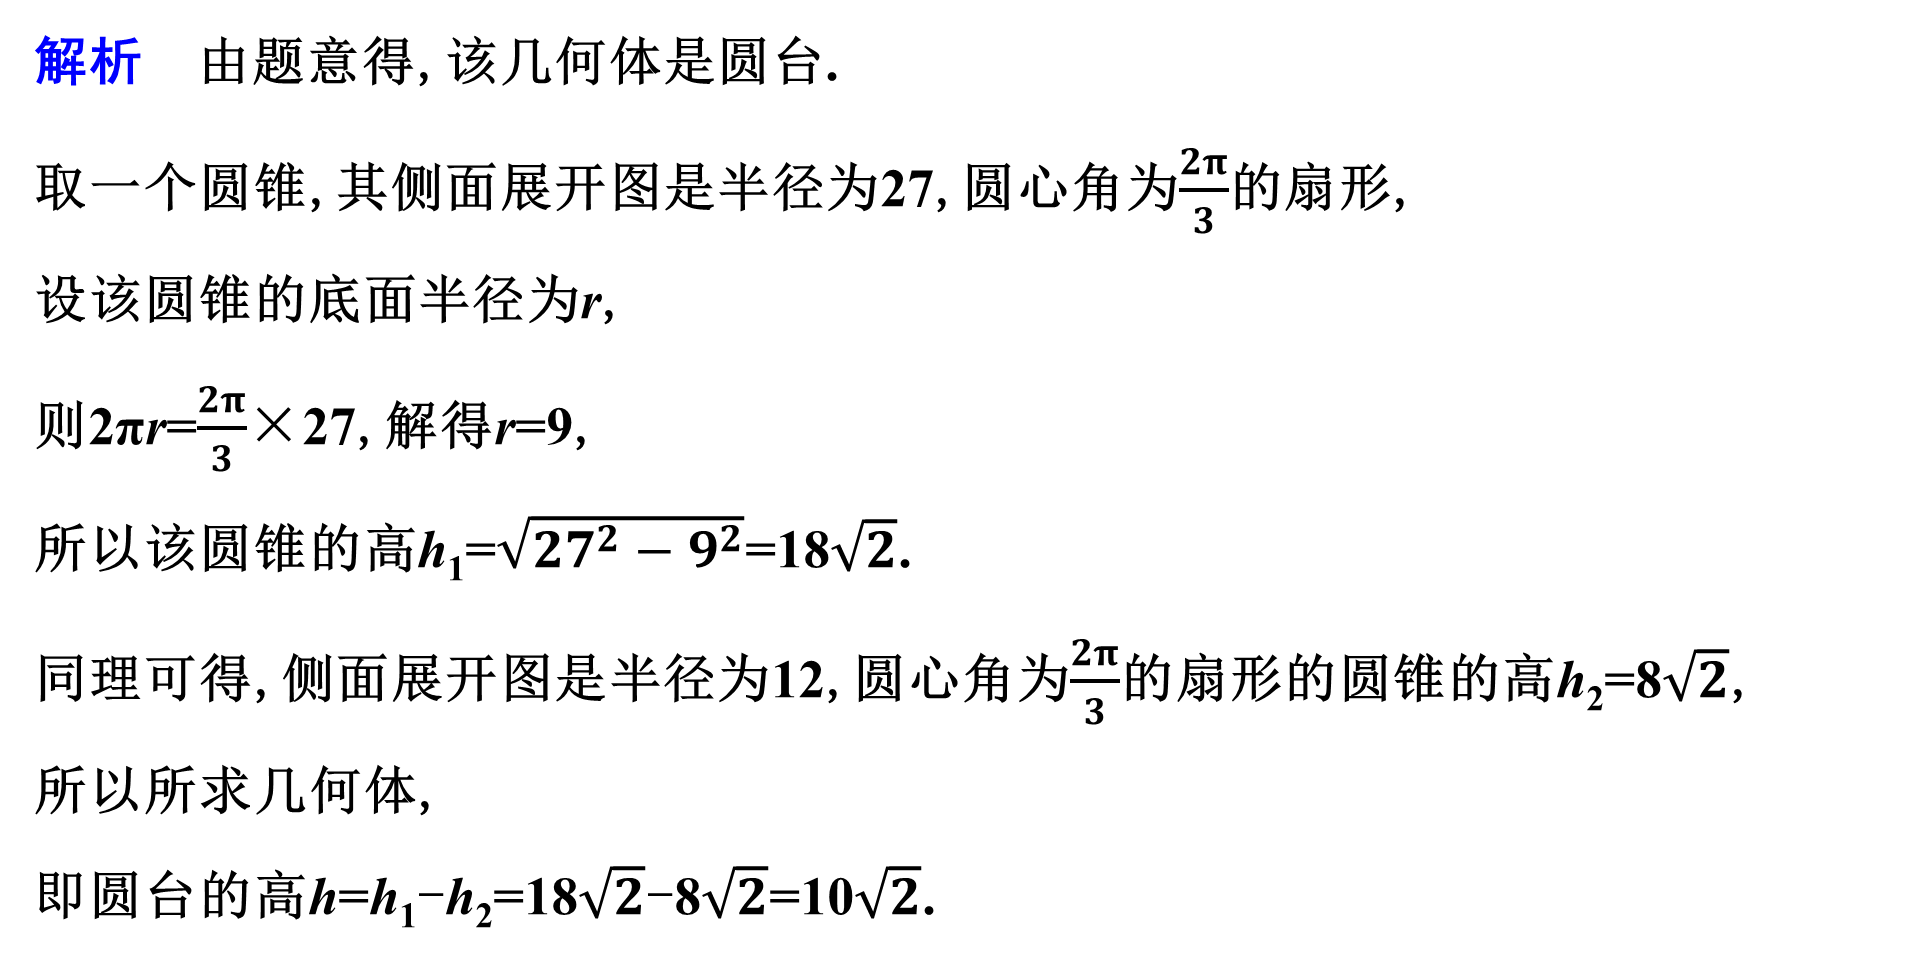 解析 由题意得,该几何体是圆台.
取一个圆锥,其侧面展开图是半径为27,圆心角为2π/3的扇形,
设该圆锥的底面半径为r,
则2πr=2π/3×27,解得r=9,
所以该圆锥的高h₁=√(27²－9²)=18√2.
同理可得,侧面展开图是半径为12,圆心角为2π/3的扇形的圆锥的高h₂=8√2,
所以所求几何体,
即圆台的高h=h₁−h₂=18√2−8√2=10√2.